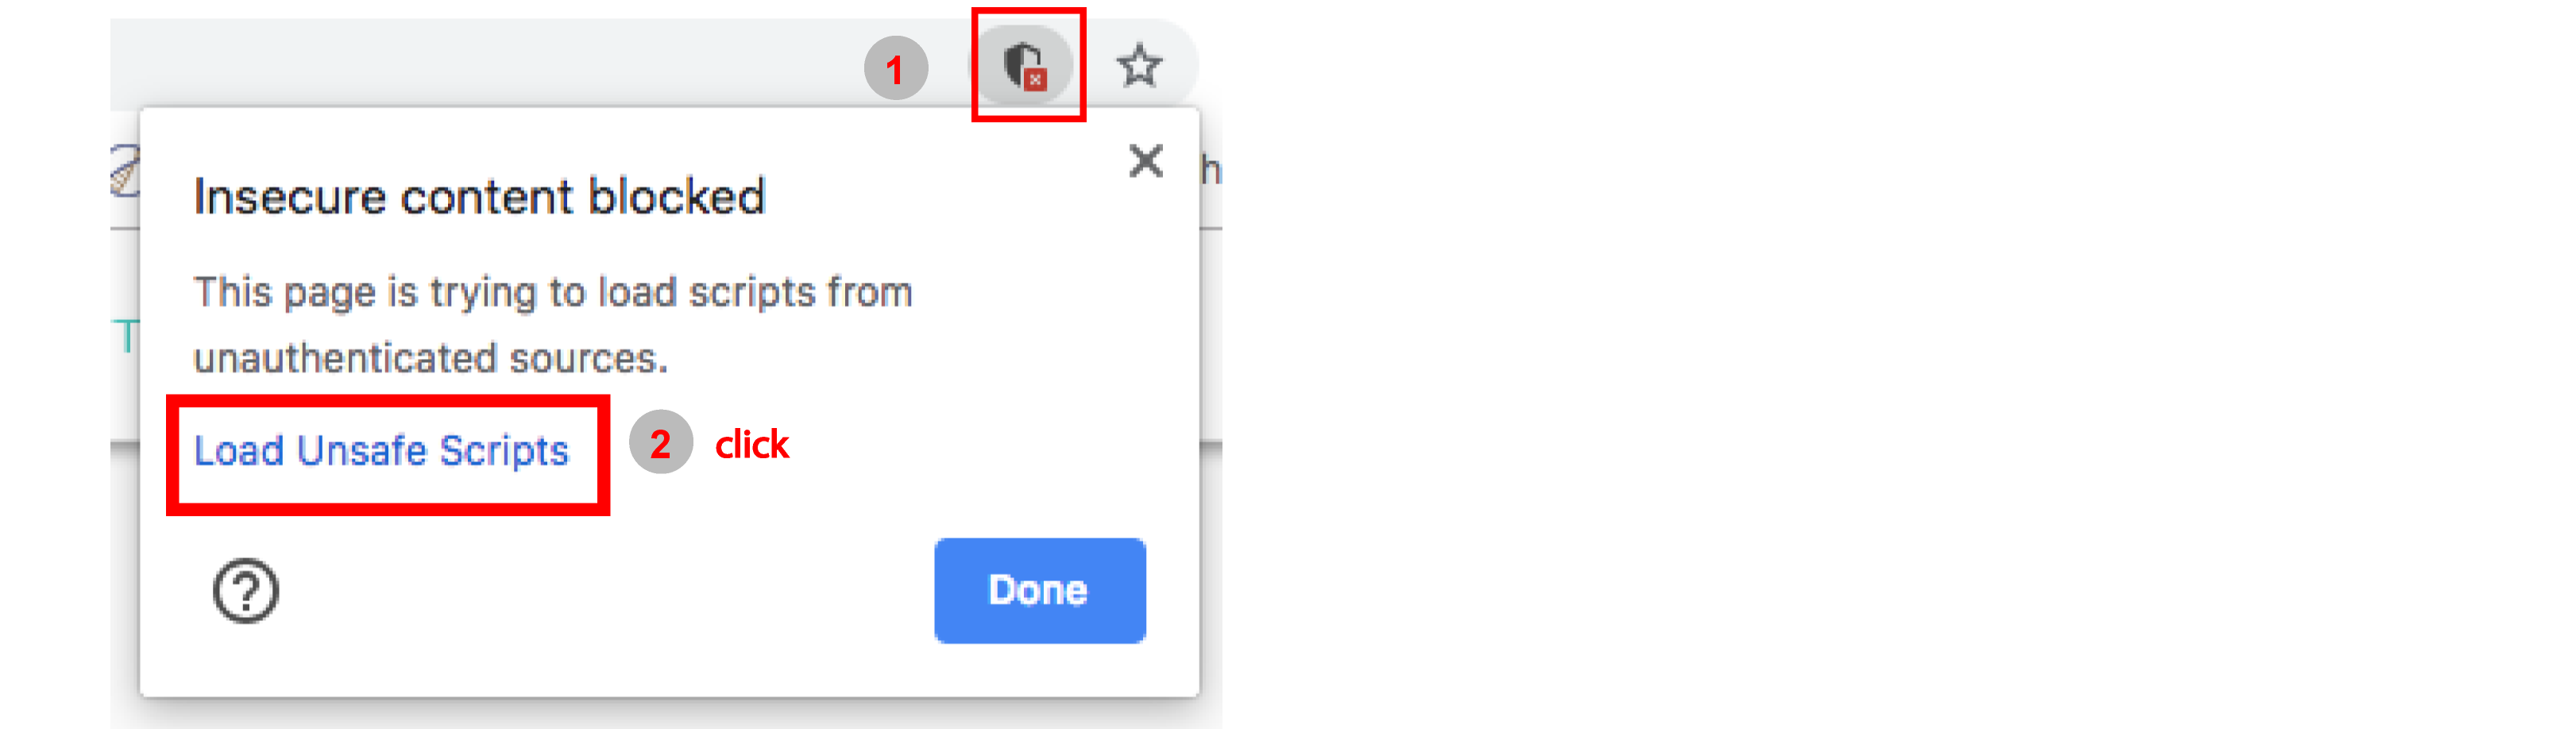 1
h
Insecure content blocked
This page is trying to load scripts from
unauthenticated sources.
T
Load Unsafe Scripts
2 click
Done